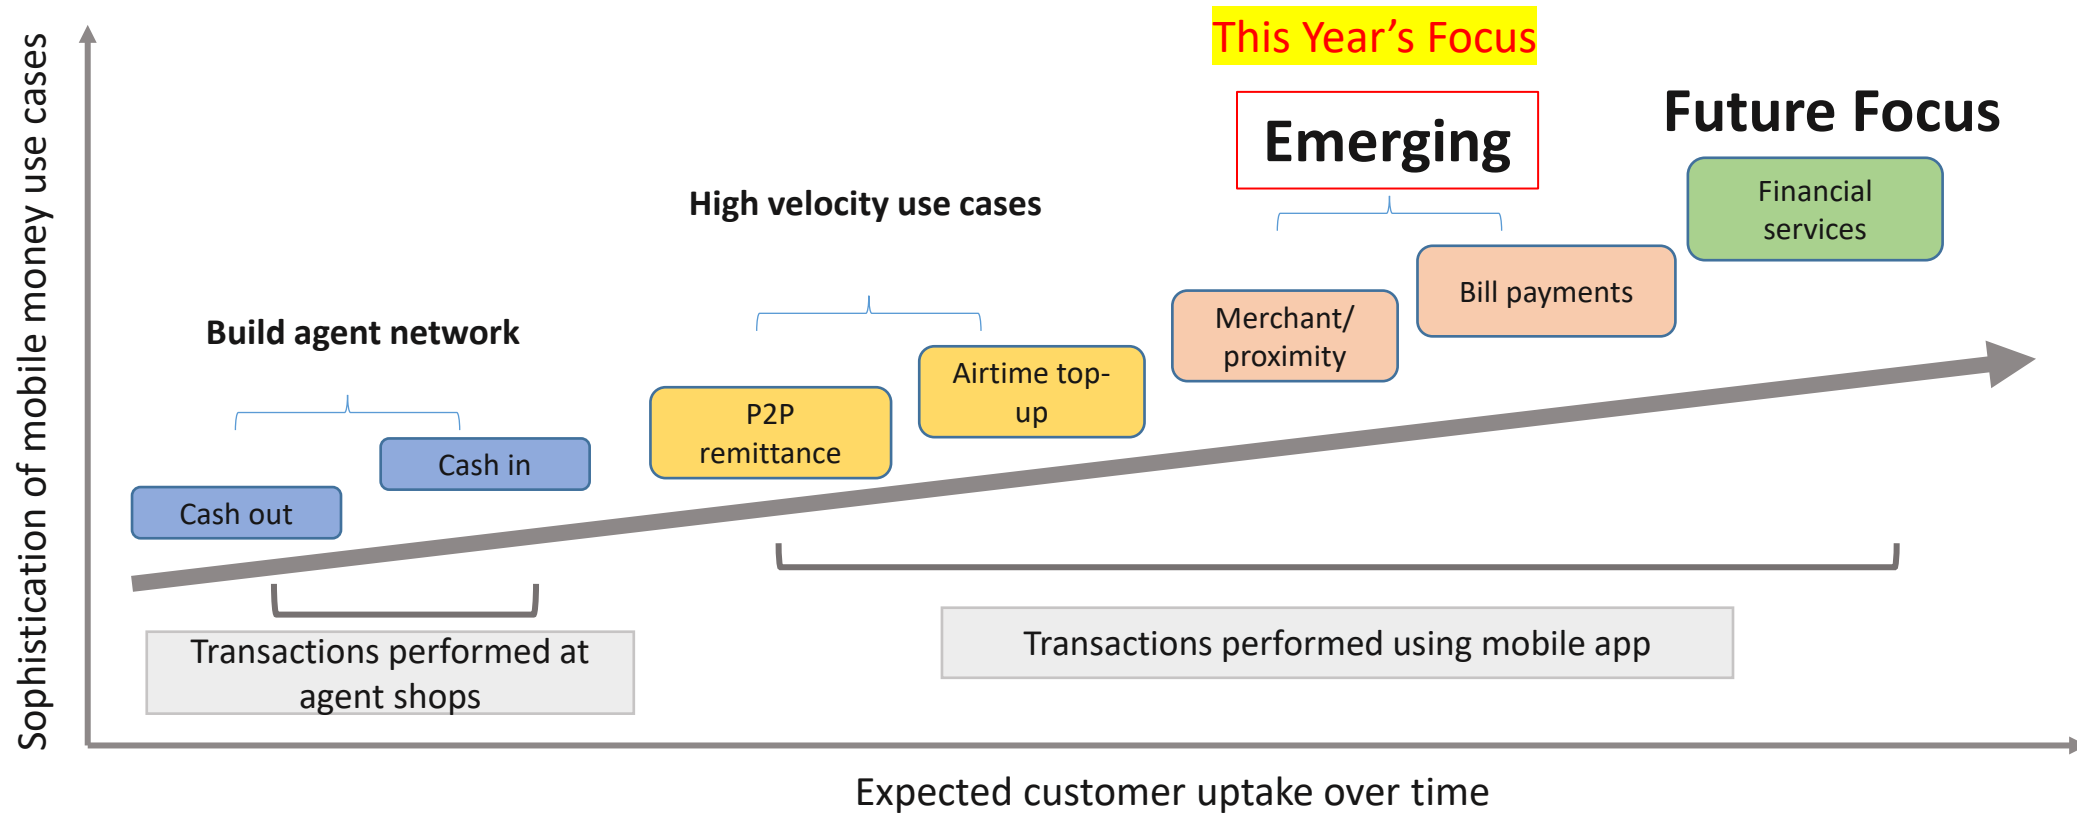 This Year's Focus
Emerging
Future Focus
High velocity use cases
Build agent network
Financial
services
Bill payments
Merchant/
proximity
Airtime top-
up
P2P
remittance
Cash in
Cash out
Transactions performed at
agent shops
Transactions performed using mobile app
Sophistication of mobile money use cases
Expected customer uptake over time